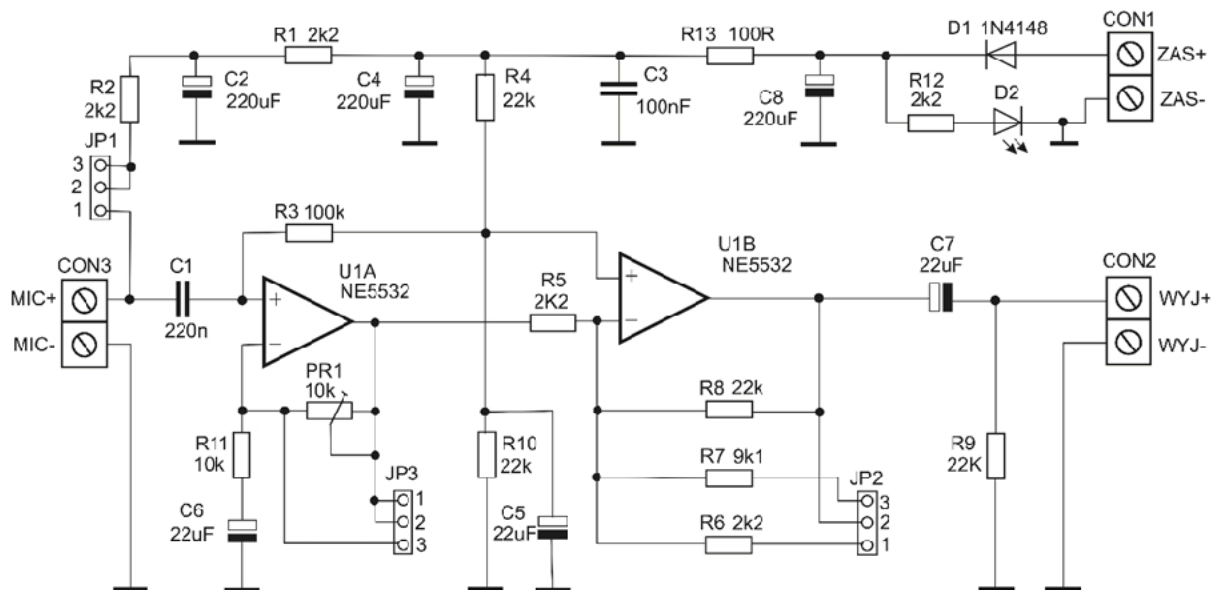 R1 2k2
R13 100R
D1 1N4148
CON1
ZAS+
ZAS-
R2
2k2
C2
220uF
C4
220uF
R4
22k
C3
100nF
C8
220uF
R12
2k2
D2
JP1
3
2
1
R3 100k
CON3
MIC+
MIC-
C1
220n
U1A
NE5532
+
−
R5
2K2
U1B
NE5532
+
−
C7
22uF
CON2
WYJ+
WYJ-
PR1
10k
R11
10k
C6
22uF
JP3
1
2
3
R10
22k
C5
22uF
R8 22k
R7 9k1
R6 2k2
JP2
3
2
1
R9
22K